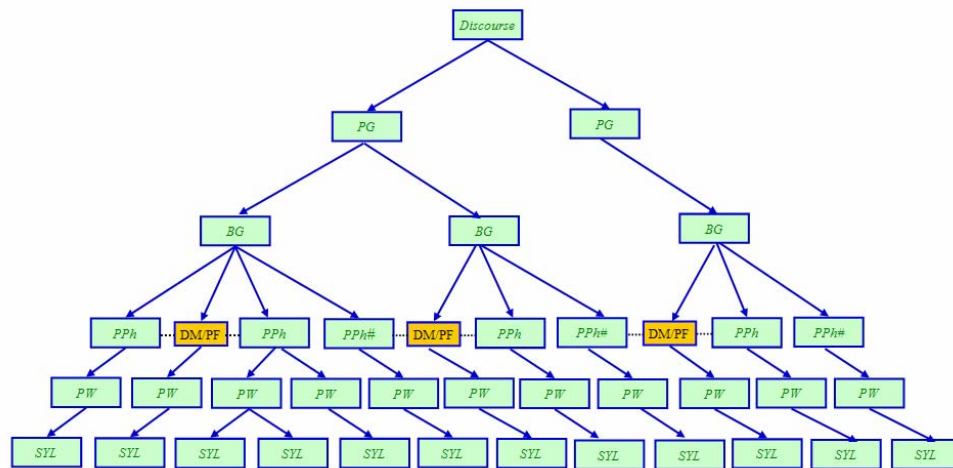 Discourse
PG PG
BG BG BG
PPh DM/PF PPh PPh# DM/PF PPh PPh# DM/PF PPh PPh#
PW PW PW PW PW PW PW PW PW PW PW
SYL SYL SYL SYL SYL SYL SYL SYL SYL SYL SYL SYL